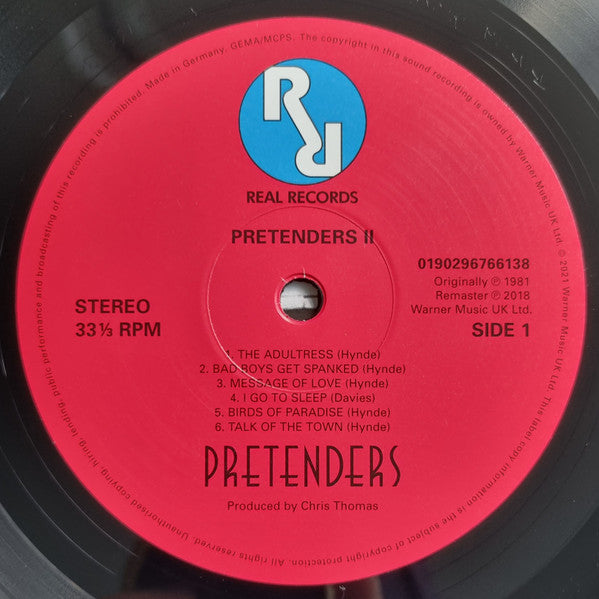 RR
REAL RECORDS
PRETENDERS II
0190296766138
Originally ℗ 1981
Remaster ℗ 2018
Warner Music UK Ltd.
STEREO
33 ⅓ RPM
SIDE 1
1. THE ADULTRESS (Hynde)
2. BAD BOYS GET SPANKED (Hynde)
3. MESSAGE OF LOVE (Hynde)
4. I GO TO SLEEP (Davies)
5. BIRDS OF PARADISE (Hynde)
6. TALK OF THE TOWN (Hynde)
PRETENDERS
Produced by Chris Thomas
Made in Germany. GEMA/MCPS. The copyright in this sound recording is owned by Warner Music UK Ltd. © 2021 Warner Music UK Ltd. This label copy information is the subject of copyright protection. All rights reserved. Unauthorised copying, hiring, lending, public performance and broadcasting of this recording is prohibited.